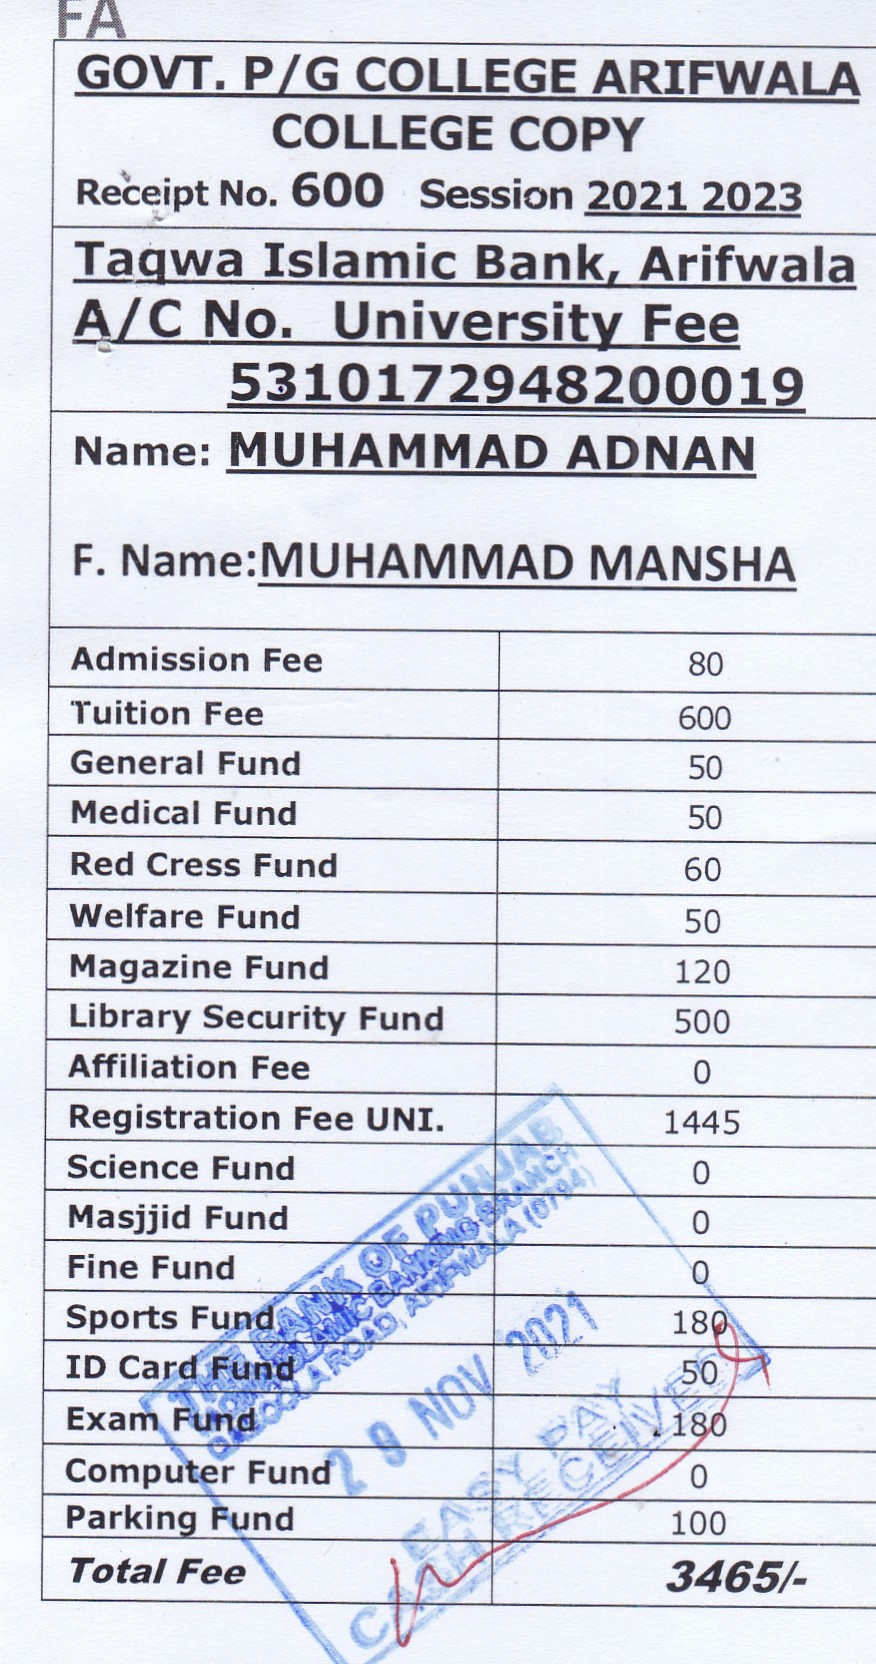 FA
GOVT. P/G COLLEGE ARIFWALA
COLLEGE COPY
Receipt No. 600 Session 2021 2023
Taqwa Islamic Bank, Arifwala
A/C No. University Fee
5310172948200019
Name: MUHAMMAD ADNAN
F. Name:MUHAMMAD MANSHA
Admission Fee 80
Tuition Fee 600
General Fund 50
Medical Fund 50
Red Cress Fund 60
Welfare Fund 50
Magazine Fund 120
Library Security Fund 500
Affiliation Fee 0
Registration Fee UNI. 1445
Science Fund 0
Masjjid Fund 0
Fine Fund 0
Sports Fund 180
ID Card Fund 50
Exam Fund 180
Computer Fund 0
Parking Fund 100
Total Fee 3465/-
THE BANK OF PUNJAB
ISLAMIC BANKING BRANCH
ROAD, ARIFWALA (0704)
29 NOV 2021
EASY PAY
CASH RECEIVED